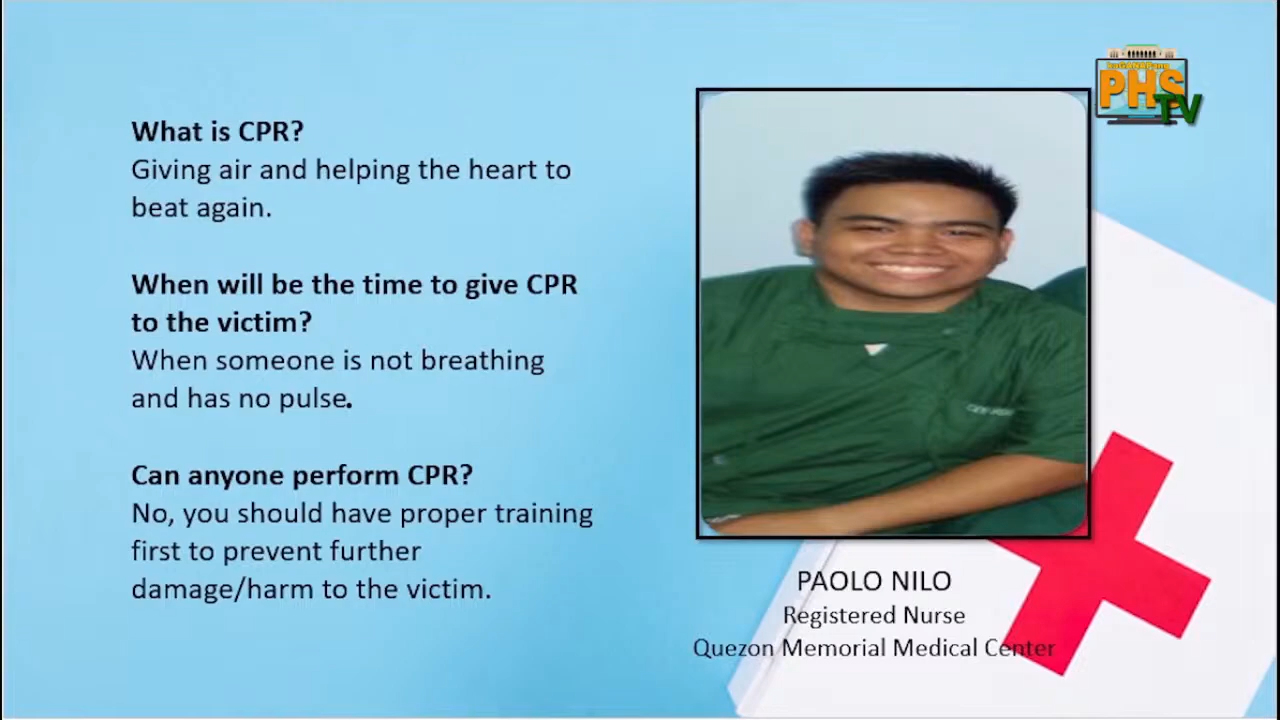 What is CPR?
Giving air and helping the heart to
beat again.
When will be the time to give CPR
to the victim?
When someone is not breathing
and has no pulse.
Can anyone perform CPR?
No, you should have proper training
first to prevent further
damage/harm to the victim.
PHS
TV
PAOLO NILO
Registered Nurse
Quezon Memorial Medical Center